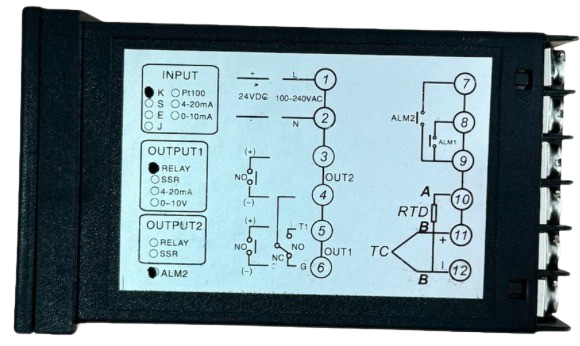 INPUT
K Pt100
S 4-20mA
E 0-10mA
J
OUTPUT1
RELAY
SSR
4-20mA
0-10V
OUTPUT2
RELAY
SSR
ALM2
+ L 1
24VDC 100-240VAC
N 2
(+) 3
NO OUT2
(-) 4
(+) T1 5
NO NO OUT1
NC
(-) G 6
7
ALM2 8
ALM1
9
A 10
RTD
B + 11
TC
B 12